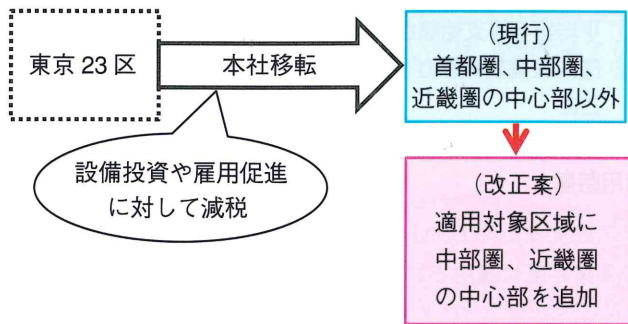 東京 23 区
本社移転
(現行)
首都圏、中部圏、
近畿圏の中心部以外
設備投資や雇用促進
に対して減税
(改正案)
適用対象区域に
中部圏、近畿圏
の中心部を追加